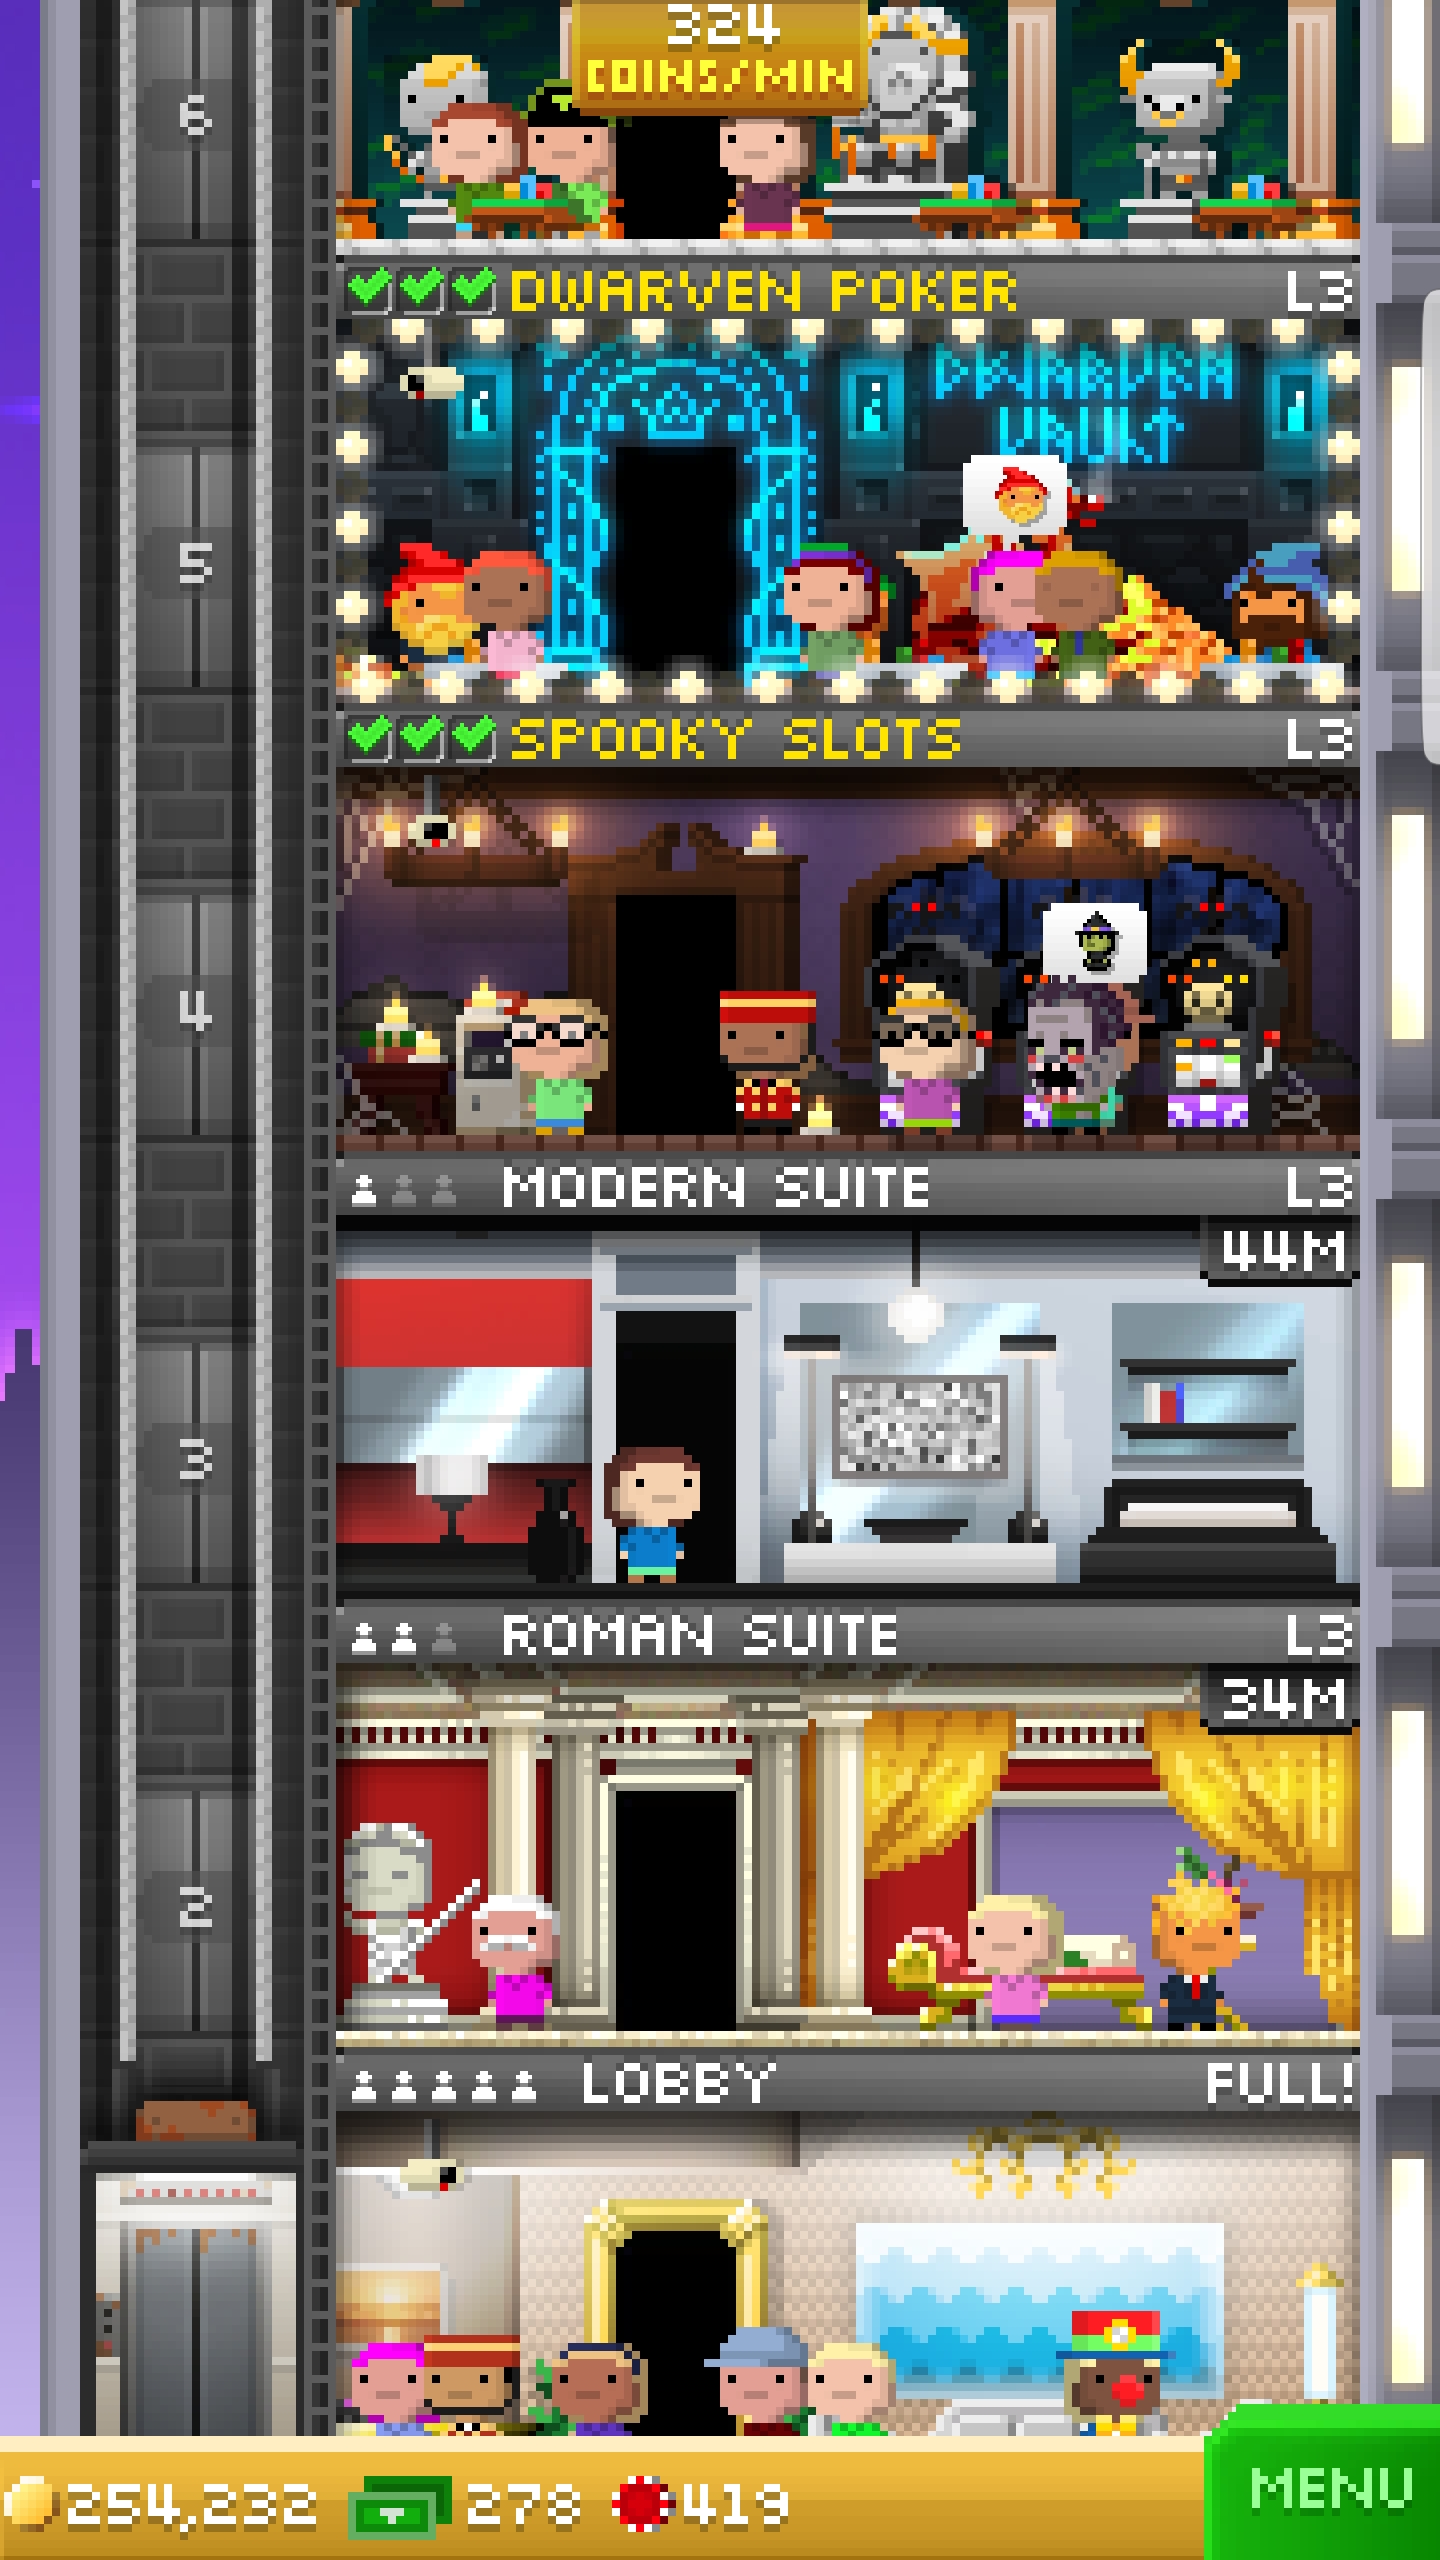 324
COINS/MIN
6
DWARVEN POKER L3
DWARVEN
VAULT
5
SPOOKY SLOTS L3
4
MODERN SUITE L3
44M
3
ROMAN SUITE L3
34M
2
LOBBY FULL!
254,232 278 419
MENU